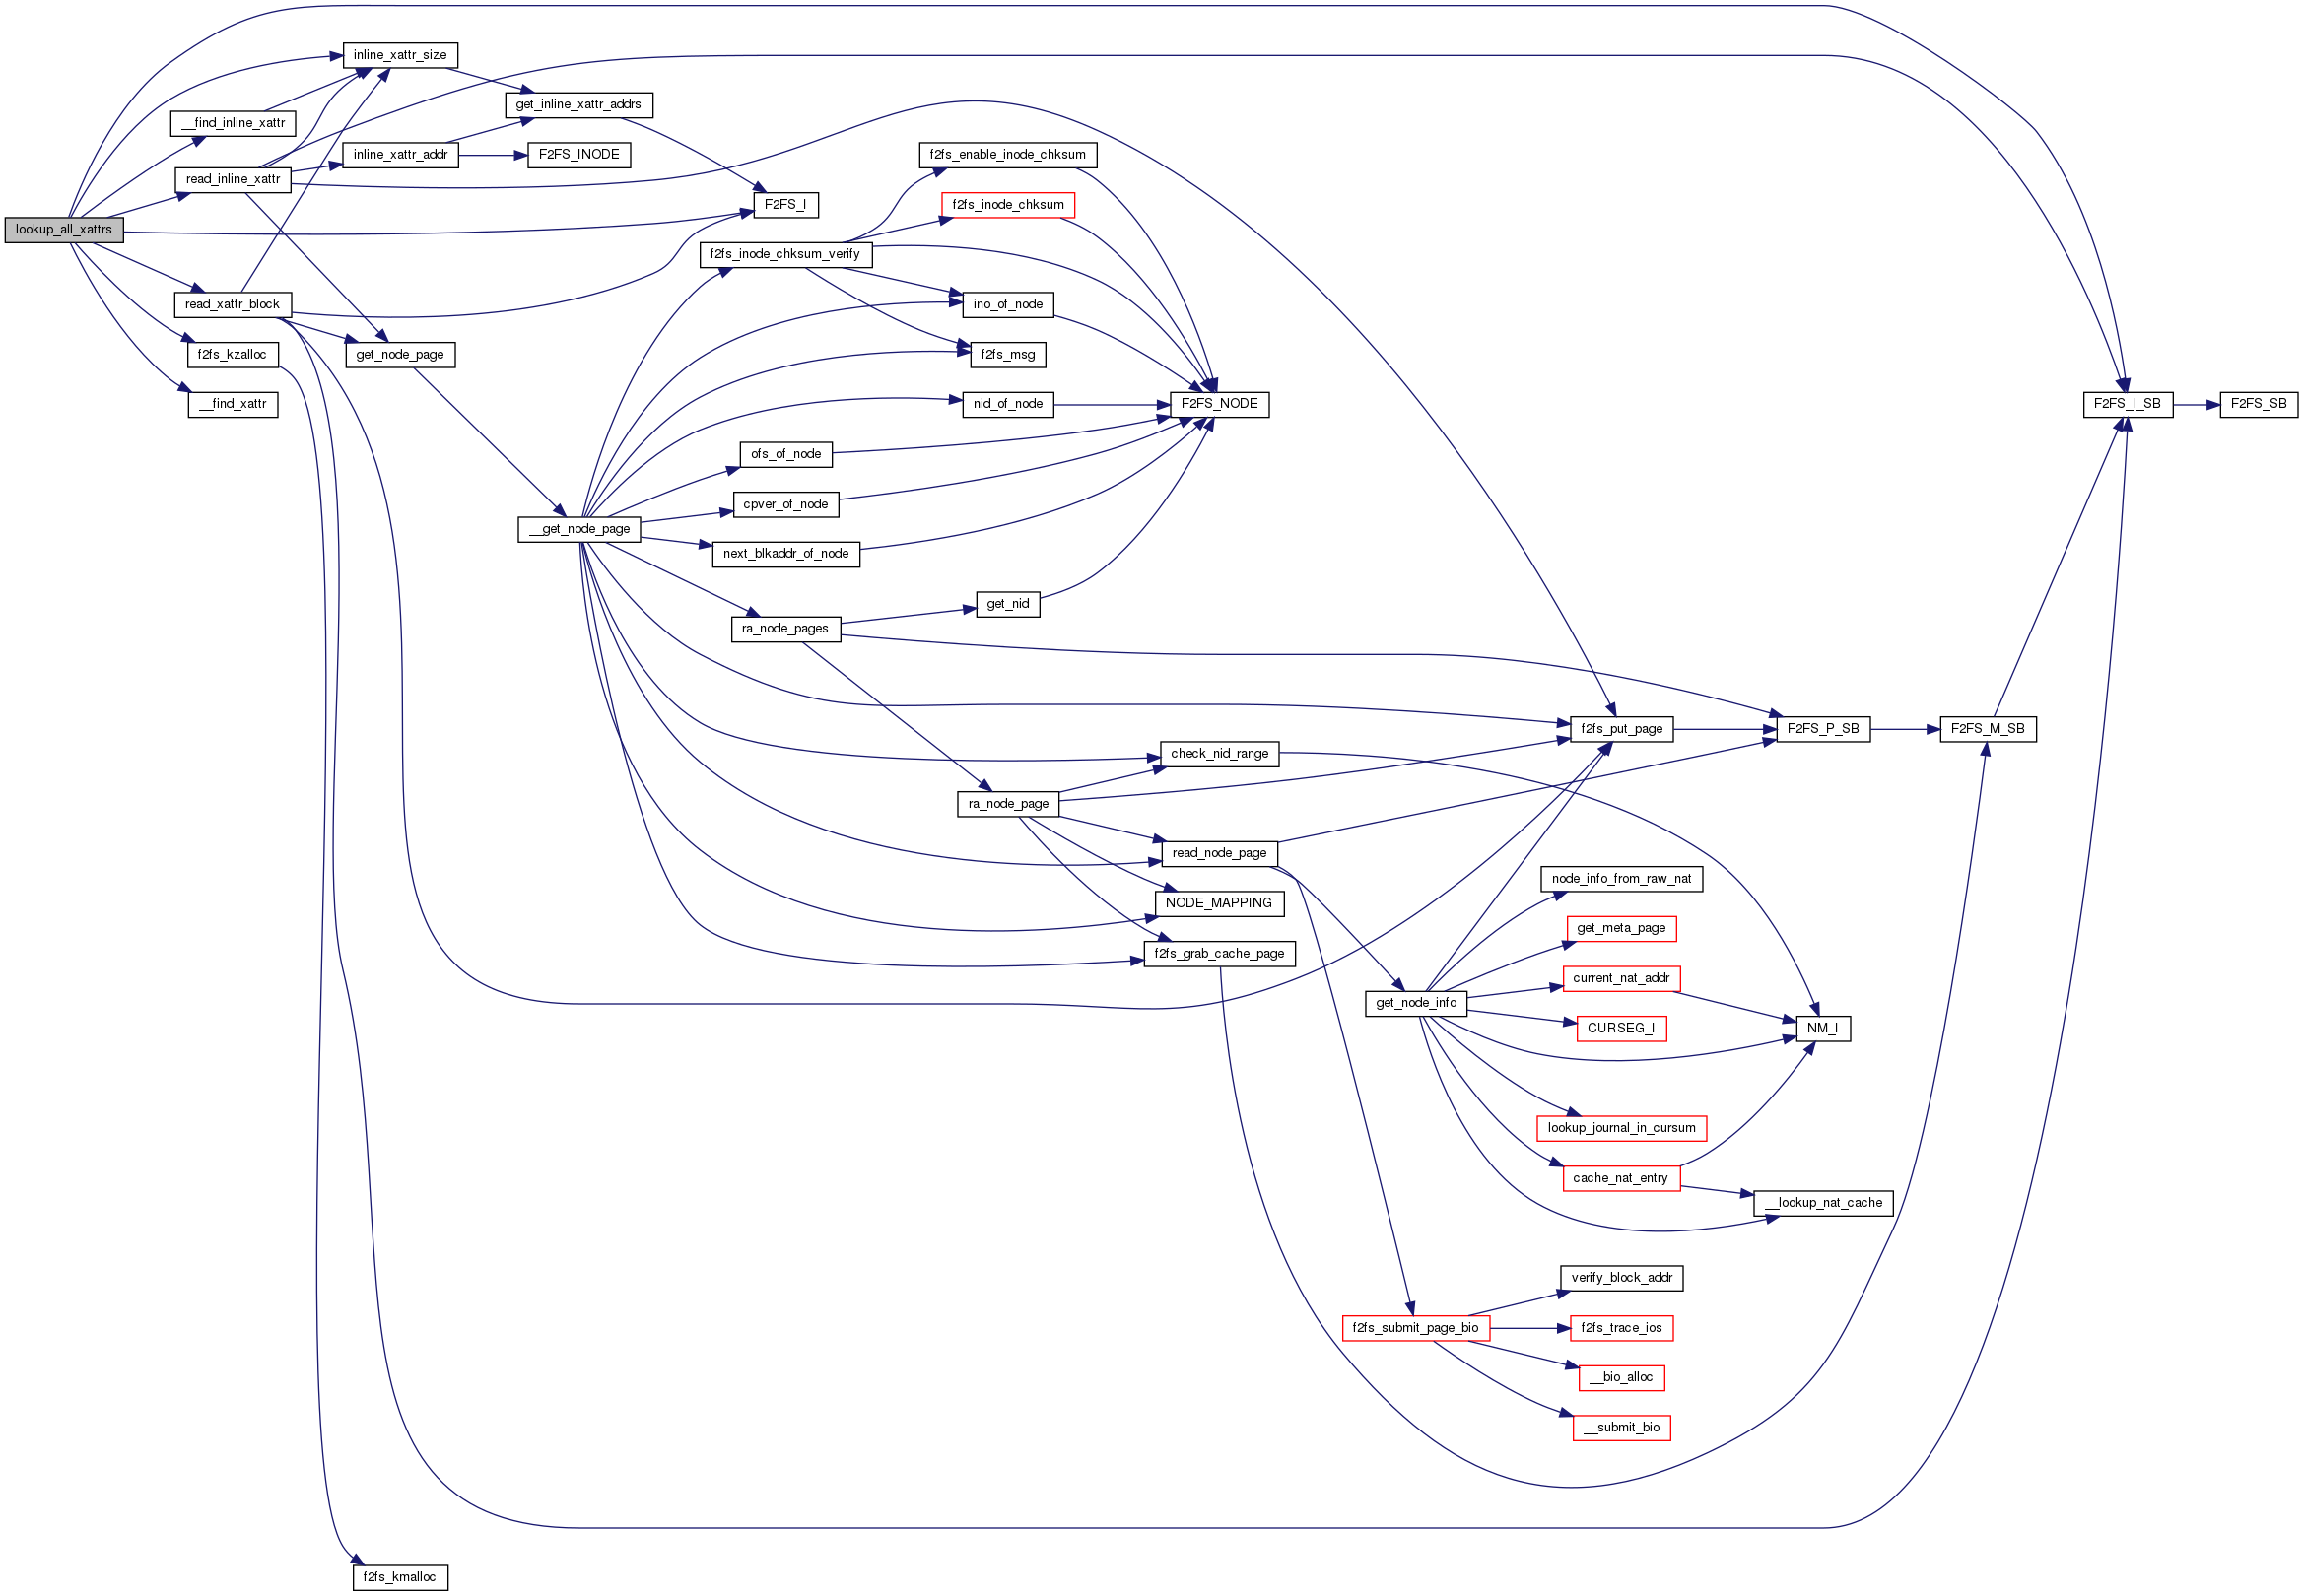 lookup_all_xattrs
inline_xattr_size
__find_inline_xattr
read_inline_xattr
inline_xattr_addr
get_inline_xattr_addrs
F2FS_INODE
F2FS_I
read_xattr_block
f2fs_kzalloc
__find_xattr
get_node_page
__get_node_page
f2fs_inode_chksum_verify
f2fs_enable_inode_chksum
f2fs_inode_chksum
ino_of_node
f2fs_msg
nid_of_node
ofs_of_node
cpver_of_node
next_blkaddr_of_node
F2FS_NODE
get_nid
ra_node_pages
ra_node_page
check_nid_range
read_node_page
NODE_MAPPING
f2fs_grab_cache_page
f2fs_put_page
F2FS_P_SB
F2FS_M_SB
F2FS_I_SB
F2FS_SB
get_node_info
node_info_from_raw_nat
get_meta_page
current_nat_addr
CURSEG_I
NM_I
lookup_journal_in_cursum
cache_nat_entry
__lookup_nat_cache
f2fs_submit_page_bio
verify_block_addr
f2fs_trace_ios
__bio_alloc
__submit_bio
f2fs_kmalloc